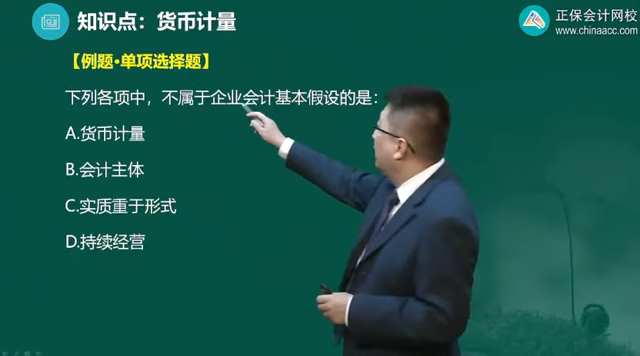 知识点：货币计量
正保会计网校
www.chinaacc.com
【例题·单项选择题】
下列各项中，不属于企业会计基本假设的是：
A.货币计量
B.会计主体
C.实质重于形式
D.持续经营